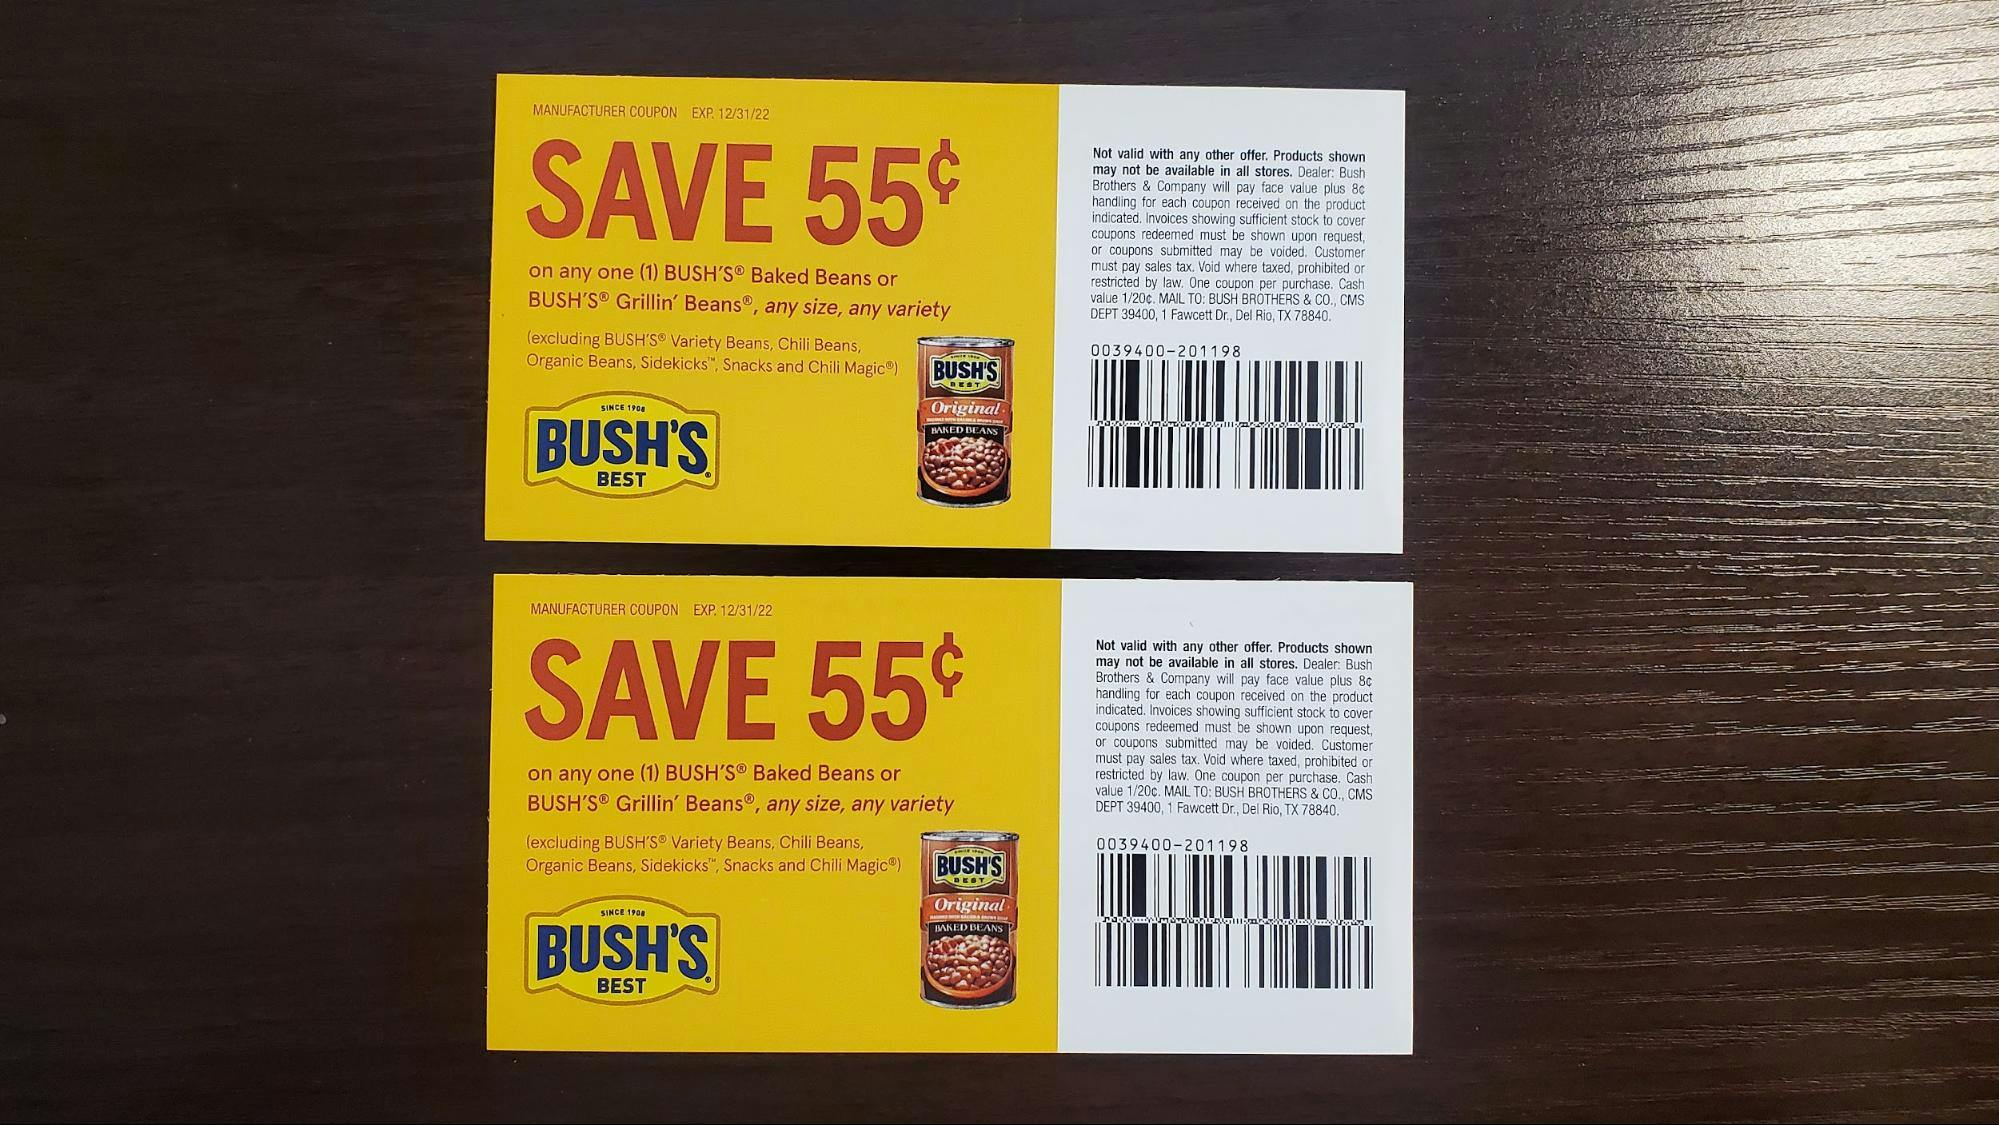 MANUFACTURER COUPON EXP. 12/31/22
SAVE 55¢
on any one (1) BUSH'S® Baked Beans or
BUSH'S® Grillin' Beans®, any size, any variety
(excluding BUSH'S® Variety Beans, Chili Beans,
Organic Beans, Sidekicks™, Snacks and Chili Magic®)
SINCE 1908
BUSH'S®
BEST
SINCE 1908
BUSH'S
BEST
Original
BAKED BEANS
Not valid with any other offer. Products shown
may not be available in all stores. Dealer: Bush
Brothers & Company will pay face value plus 8¢
handling for each coupon received on the product
indicated. Invoices showing sufficient stock to cover
coupons redeemed must be shown upon request,
or coupons submitted may be voided. Customer
must pay sales tax. Void where taxed, prohibited or
restricted by law. One coupon per purchase. Cash
value 1/20¢. MAIL TO: BUSH BROTHERS & CO., CMS
DEPT 39400, 1 Fawcett Dr., Del Rio, TX 78840.
0039400-201198
MANUFACTURER COUPON EXP. 12/31/22
SAVE 55¢
on any one (1) BUSH'S® Baked Beans or
BUSH'S® Grillin' Beans®, any size, any variety
(excluding BUSH'S® Variety Beans, Chili Beans,
Organic Beans, Sidekicks™, Snacks and Chili Magic®)
SINCE 1908
BUSH'S®
BEST
SINCE 1908
BUSH'S
BEST
Original
BAKED BEANS
Not valid with any other offer. Products shown
may not be available in all stores. Dealer: Bush
Brothers & Company will pay face value plus 8¢
handling for each coupon received on the product
indicated. Invoices showing sufficient stock to cover
coupons redeemed must be shown upon request,
or coupons submitted may be voided. Customer
must pay sales tax. Void where taxed, prohibited or
restricted by law. One coupon per purchase. Cash
value 1/20¢. MAIL TO: BUSH BROTHERS & CO., CMS
DEPT 39400, 1 Fawcett Dr., Del Rio, TX 78840.
0039400-201198